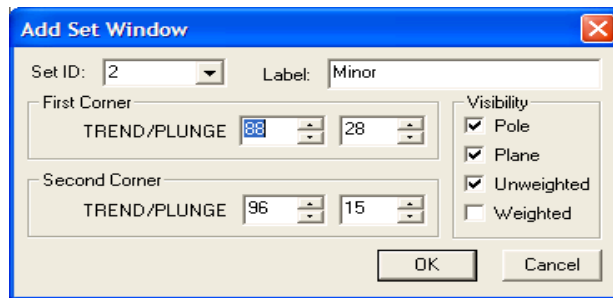 Add Set Window
Set ID: 2 Label: Minor
First Corner
TREND/PLUNGE 88 28
Second Corner
TREND/PLUNGE 96 15
Visibility
Pole
Plane
Unweighted
Weighted
OK Cancel